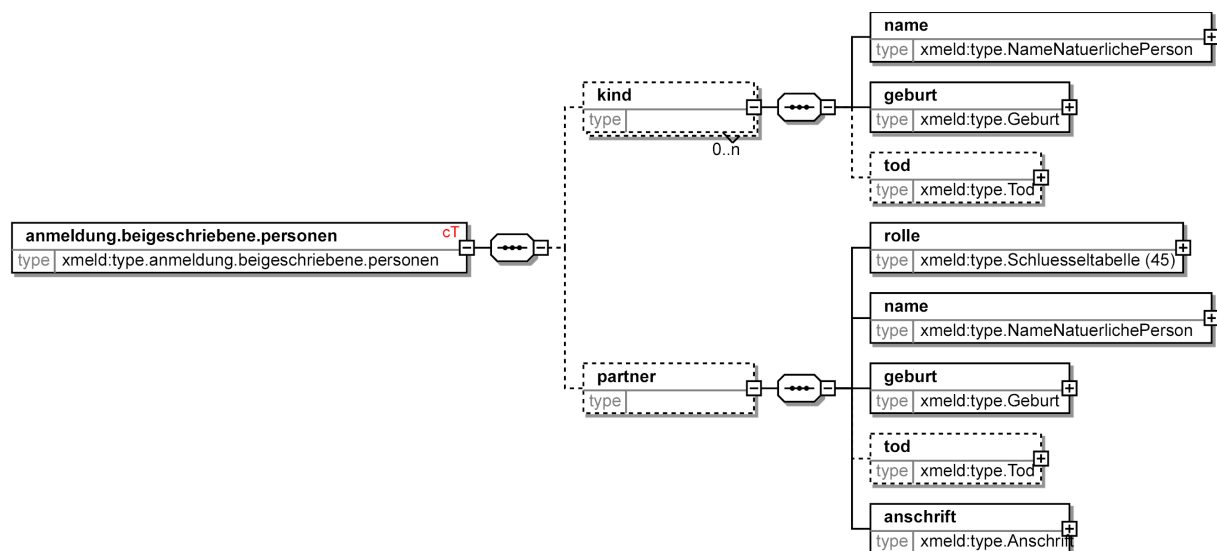 name
type xmeld:type.NameNatuerlichePerson
kind
type
0..n
geburt
type xmeld:type.Geburt
tod
type xmeld:type.Tod
anmeldung.beigeschriebene.personen cT
type xmeld:type.anmeldung.beigeschriebene.personen
rolle
type xmeld:type.Schluesseltabelle (45)
name
type xmeld:type.NameNatuerlichePerson
partner
type
geburt
type xmeld:type.Geburt
tod
type xmeld:type.Tod
anschrift
type xmeld:type.Anschrift